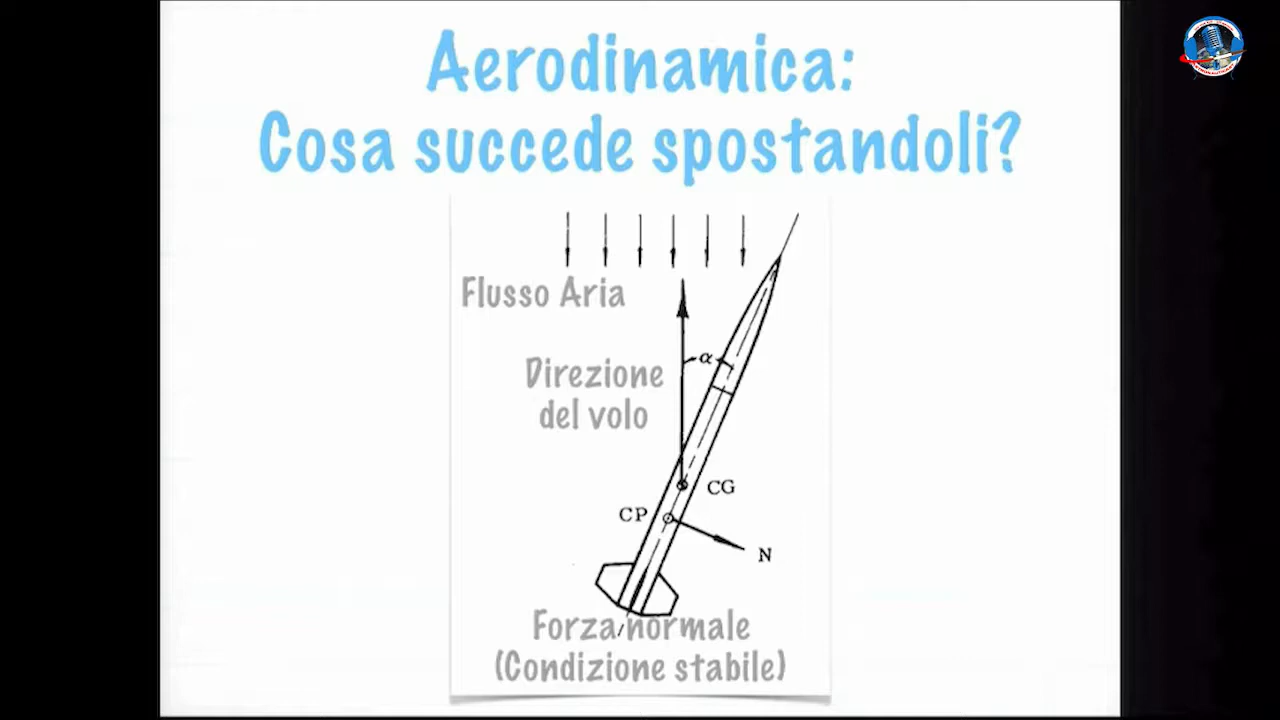 Aerodinamica:
Cosa succede spostandoli?
Flusso Aria
α
Direzione
del volo
CG
CP
N
Forza normale
(Condizione stabile)